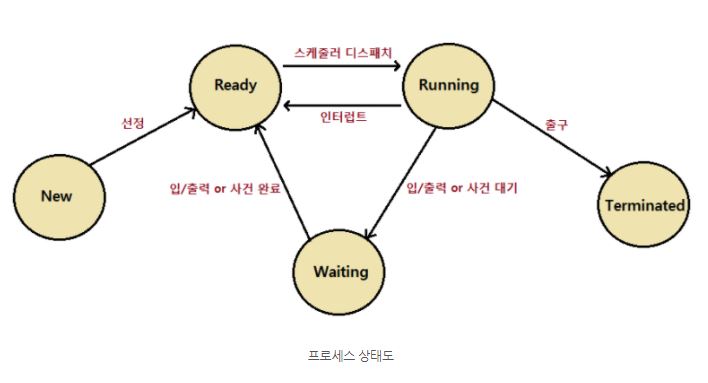 스케줄러 디스패치
Ready
Running
인터럽트
선정
출구
New
입/출력 or 사건 완료
입/출력 or 사건 대기
Terminated
Waiting
프로세스 상태도